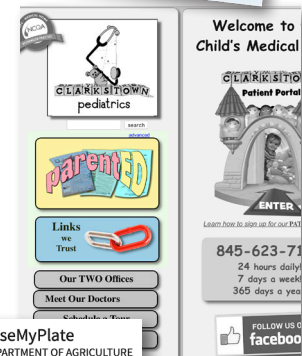 NCQA
CLARKSTOWN
pediatrics
search
advanced
parentED
Links
we
Trust
Our TWO Offices
Meet Our Doctors
Schedule a Tour
seMyPlate
PARTMENT OF AGRICULTURE
Welcome to
Child's Medical
CLARKSTO
Patient Portal
ENTER
Learn how to sign up for our PAT
845-623-71
24 hours daily!
7 days a week!
365 days a yea
FOLLOW US O
faceboo